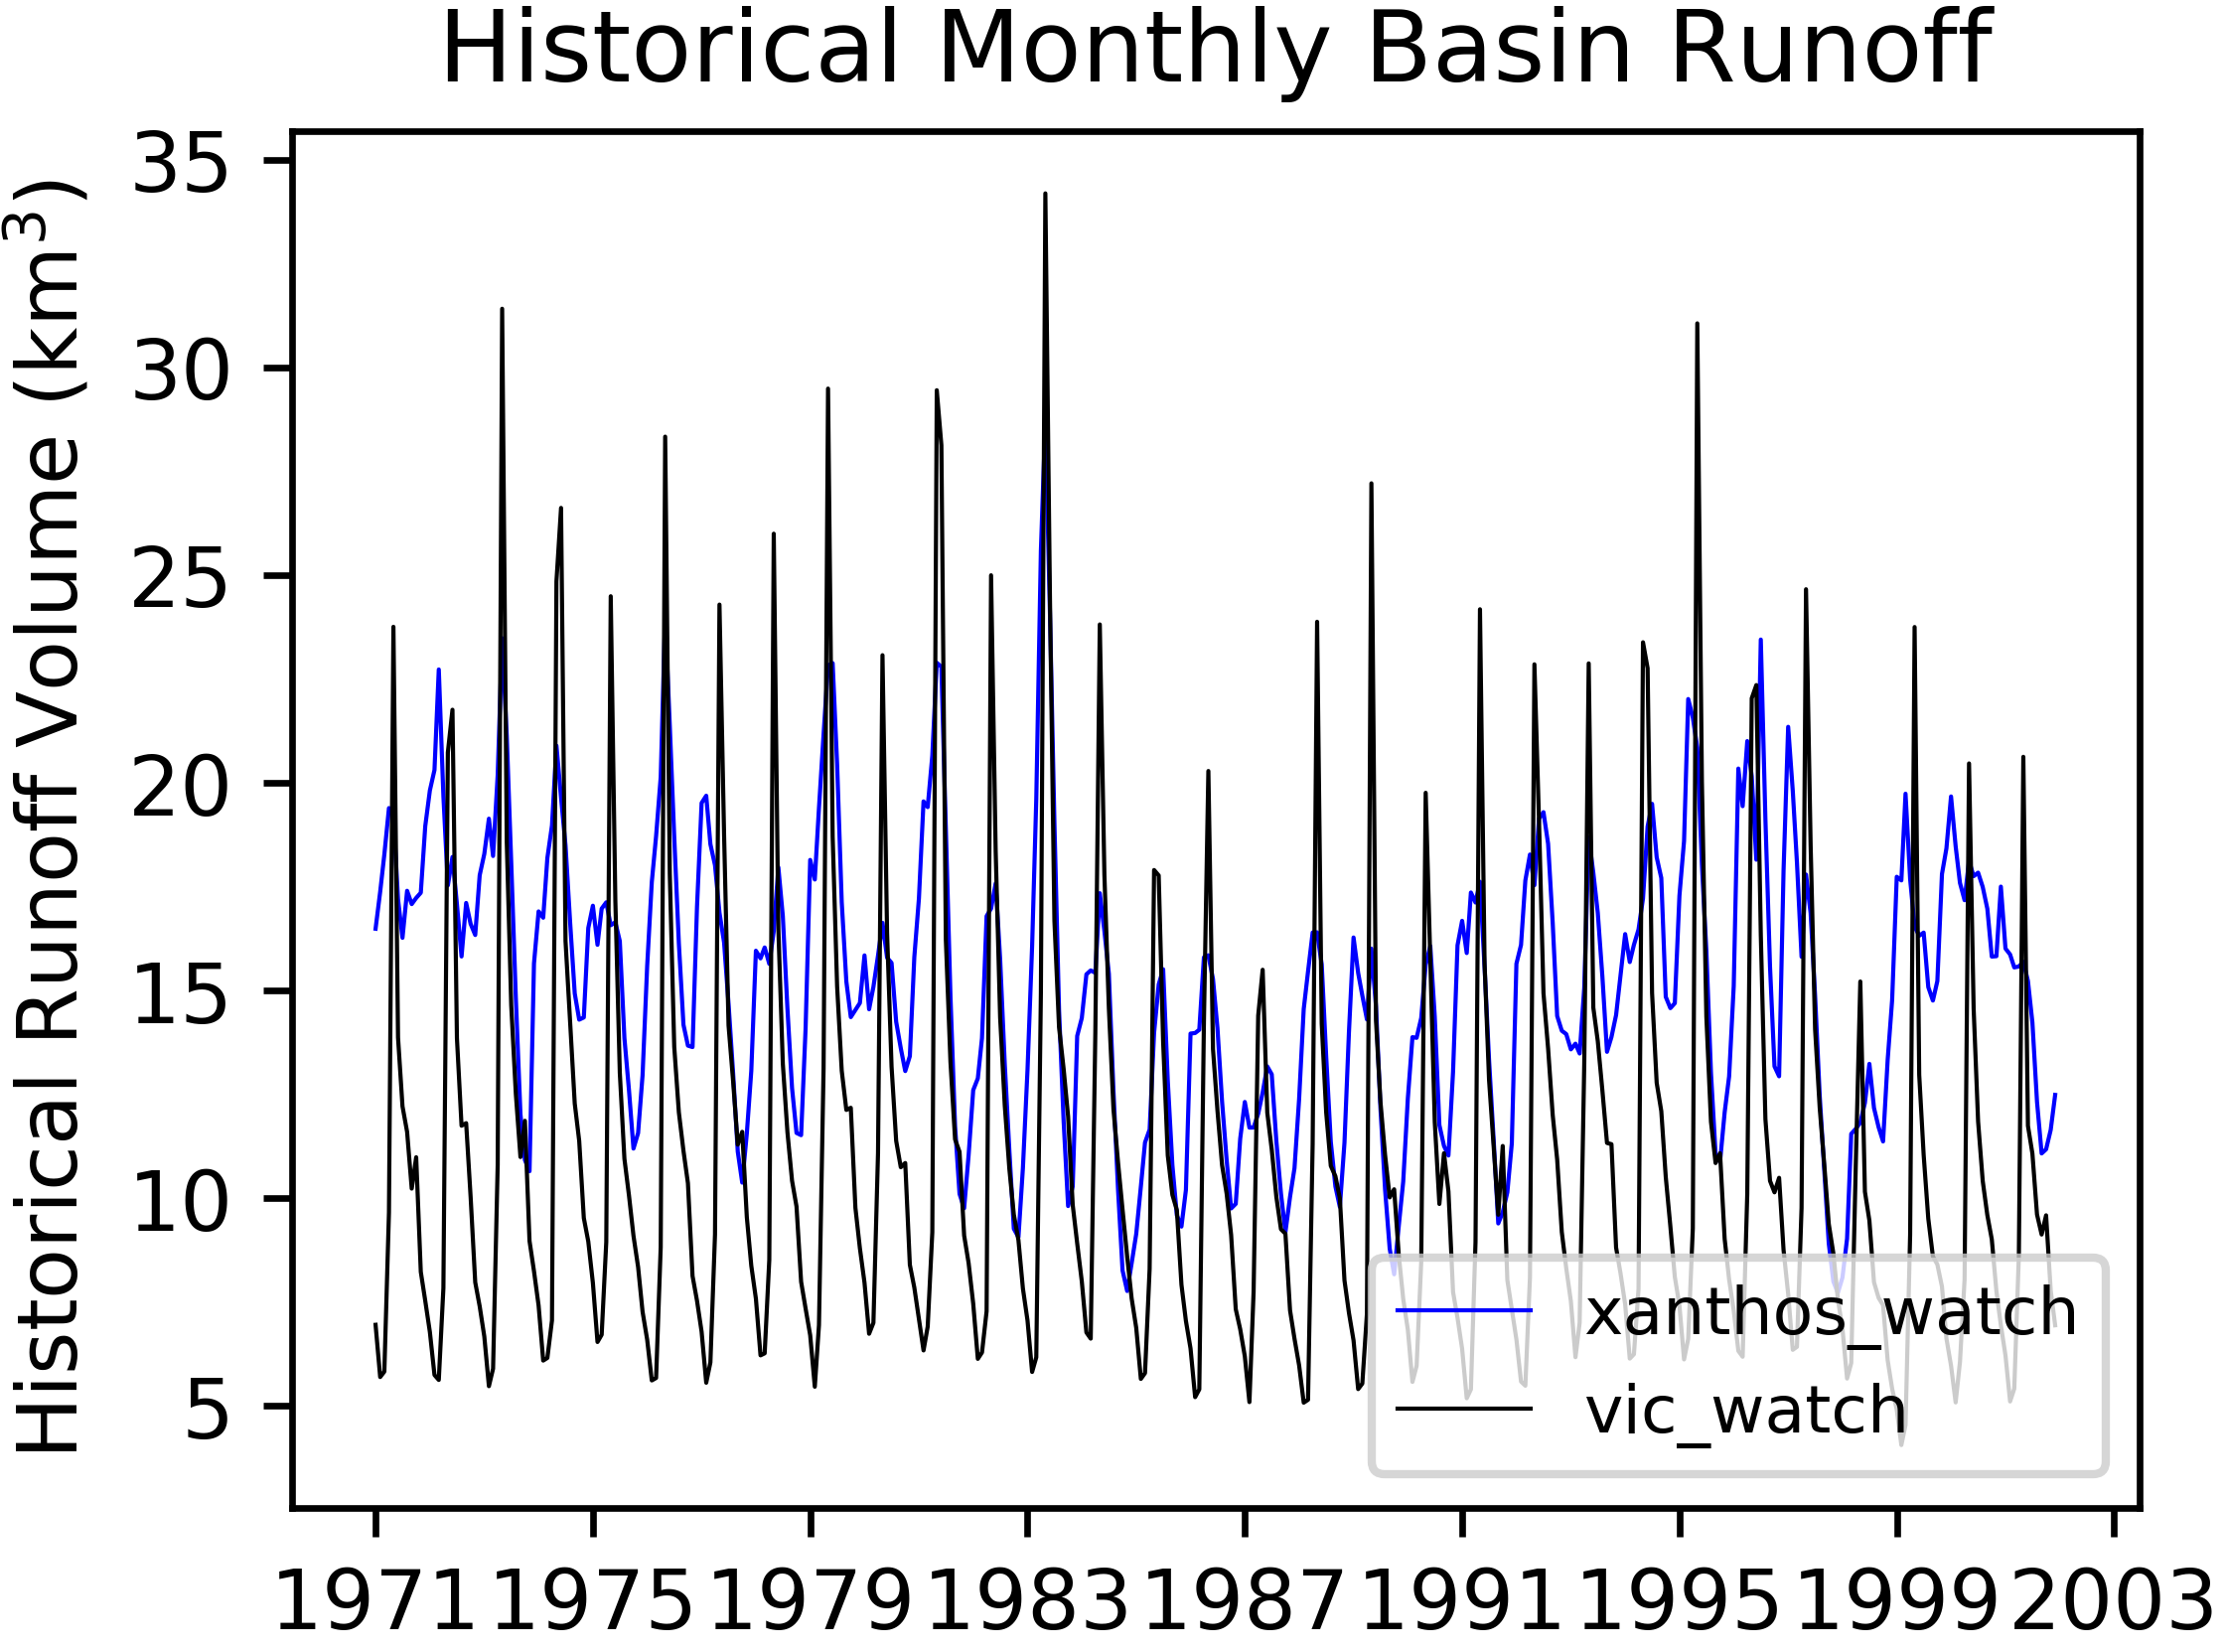 Historical Monthly Basin Runoff
Historical Runoff Volume (km³)
35
30
25
20
15
10
5
xanthos_watch
vic_watch
1971 1975 1979 1983 1987 1991 1995 1999 2003